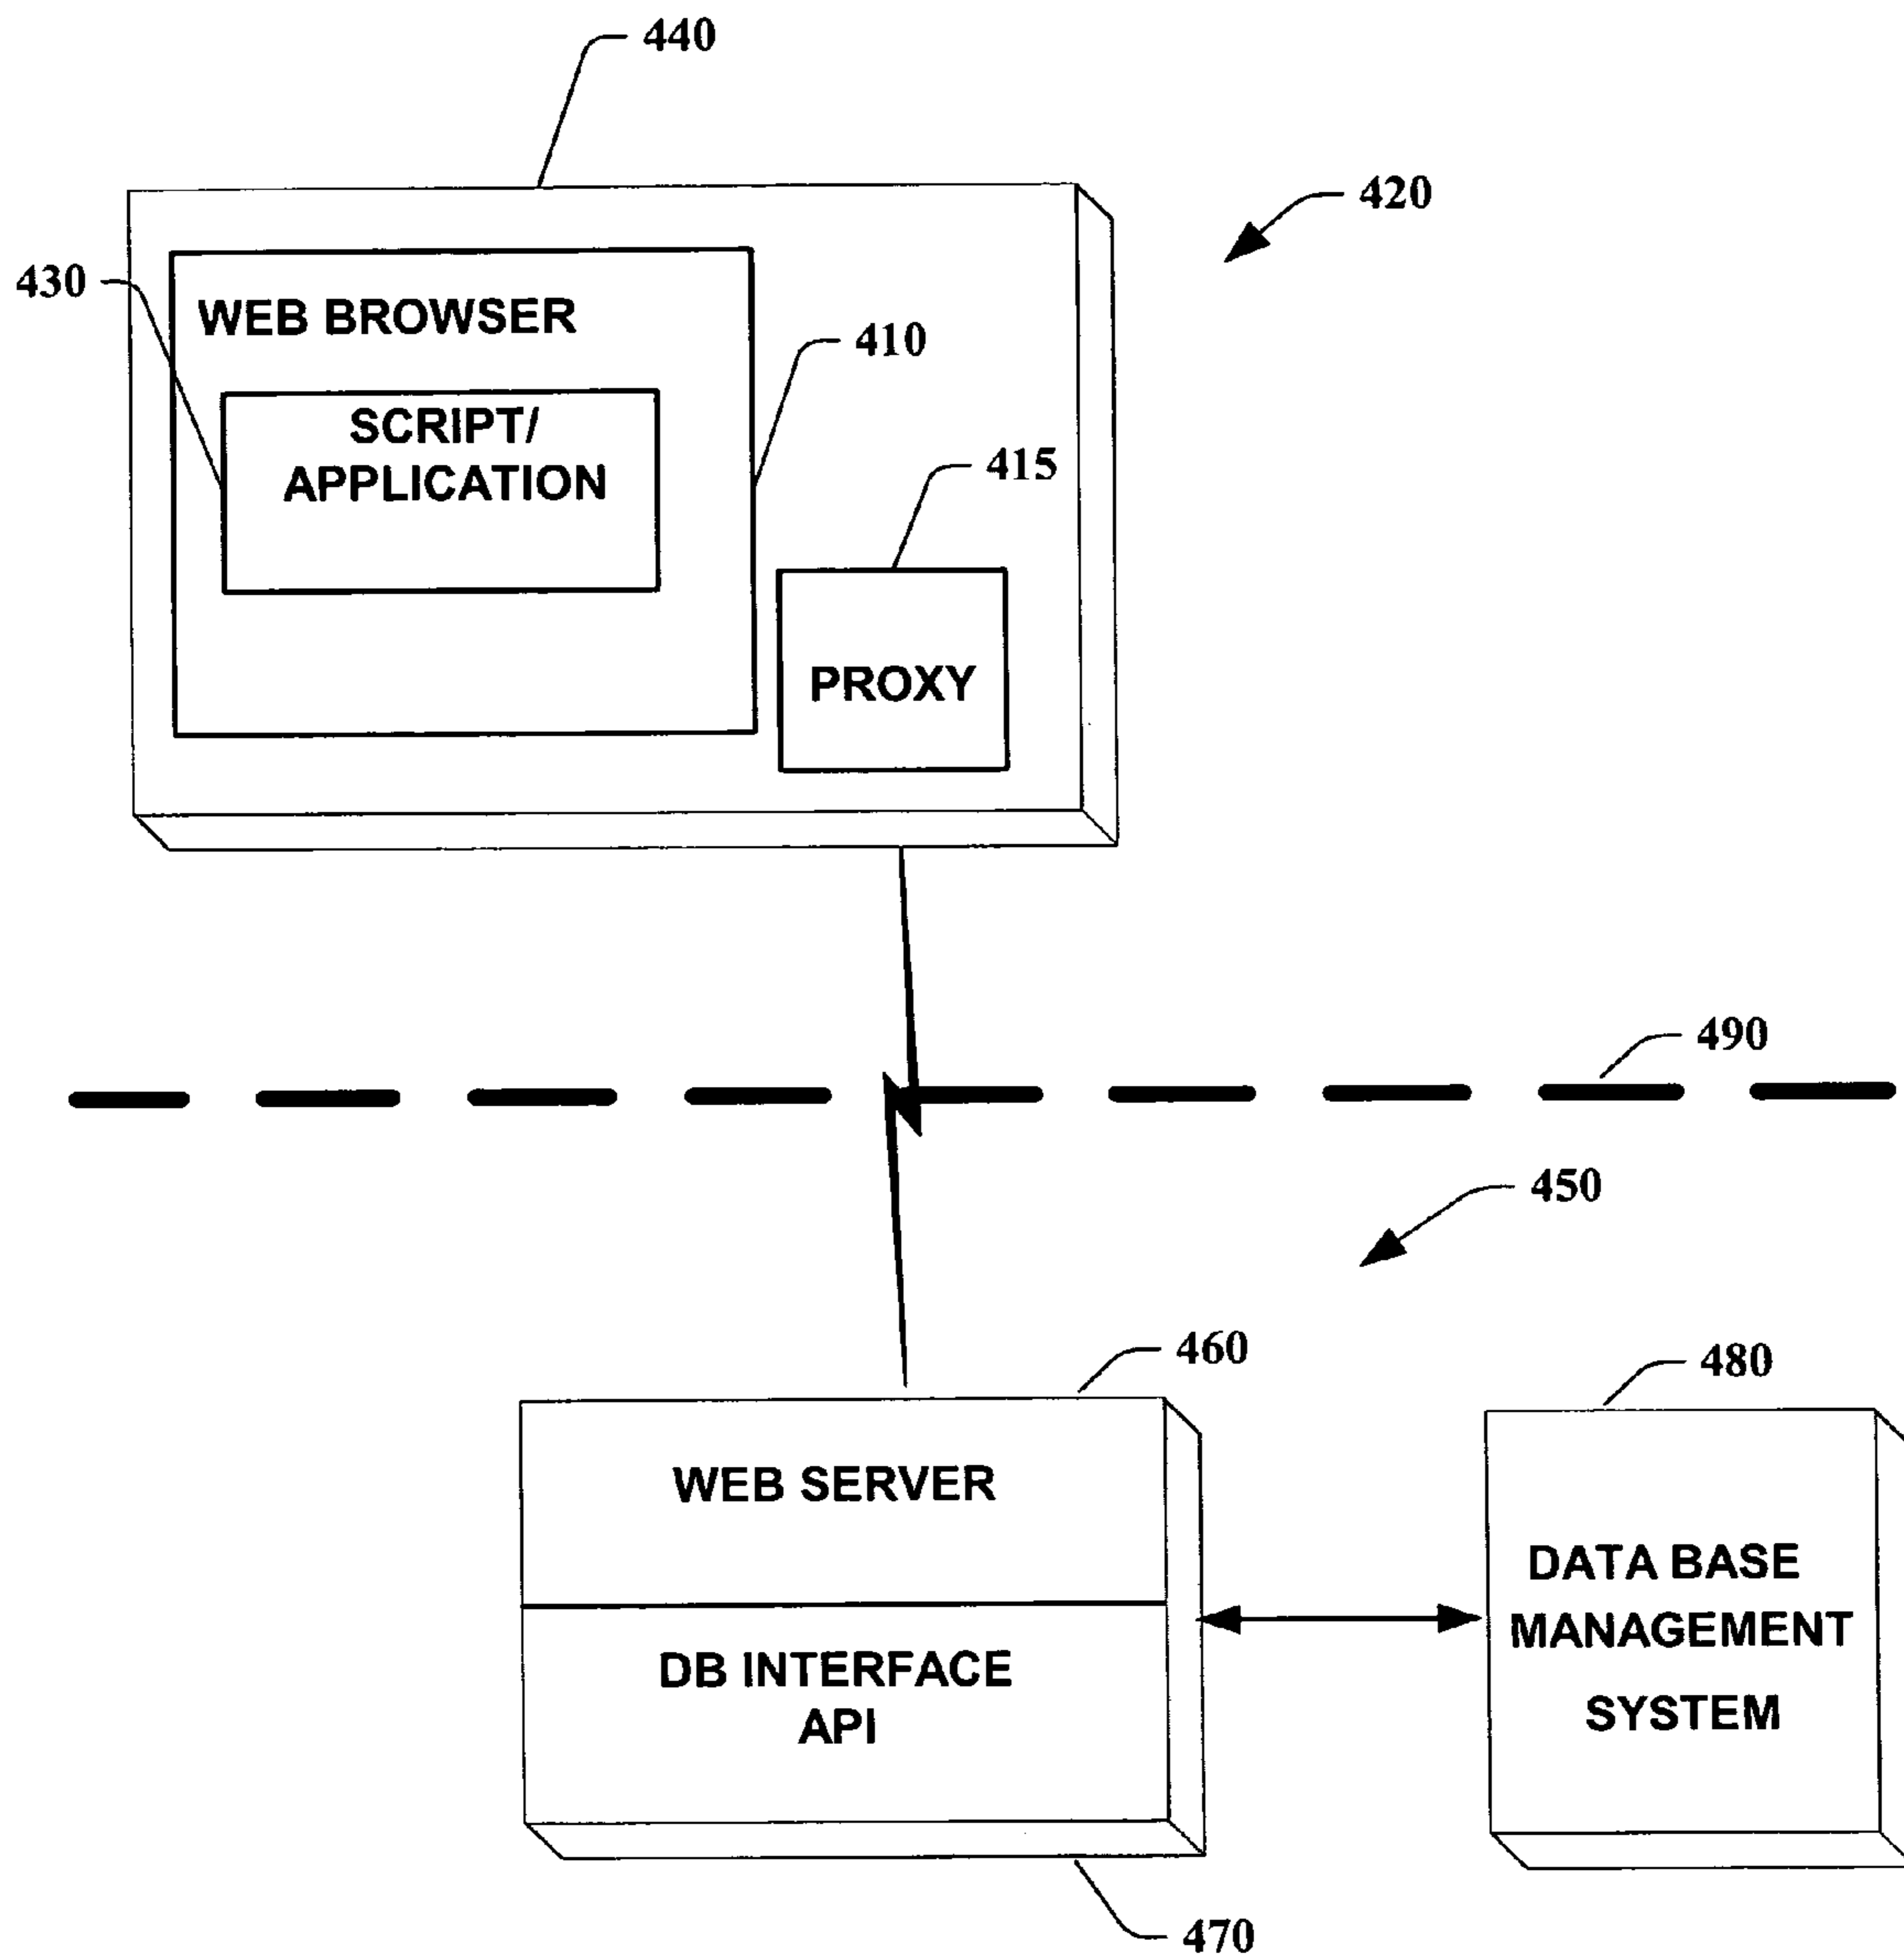 440
420
430
WEB BROWSER
410
SCRIPT/
APPLICATION
415
PROXY
490
450
460
480
WEB SERVER
DATA BASE
MANAGEMENT
SYSTEM
DB INTERFACE
API
470